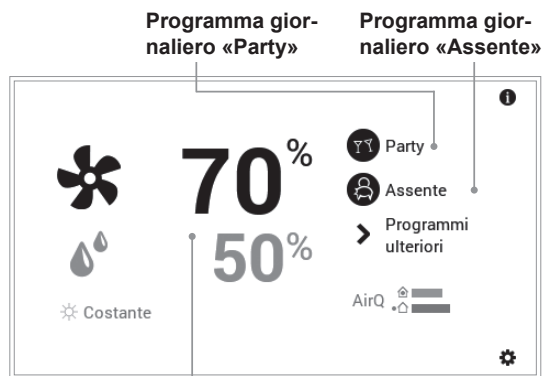 Programma gior-
naliero «Party»
Programma gior-
naliero «Assente»
70%
50%
Costante
Party
Assente
Programmi
ulteriori
AirQ